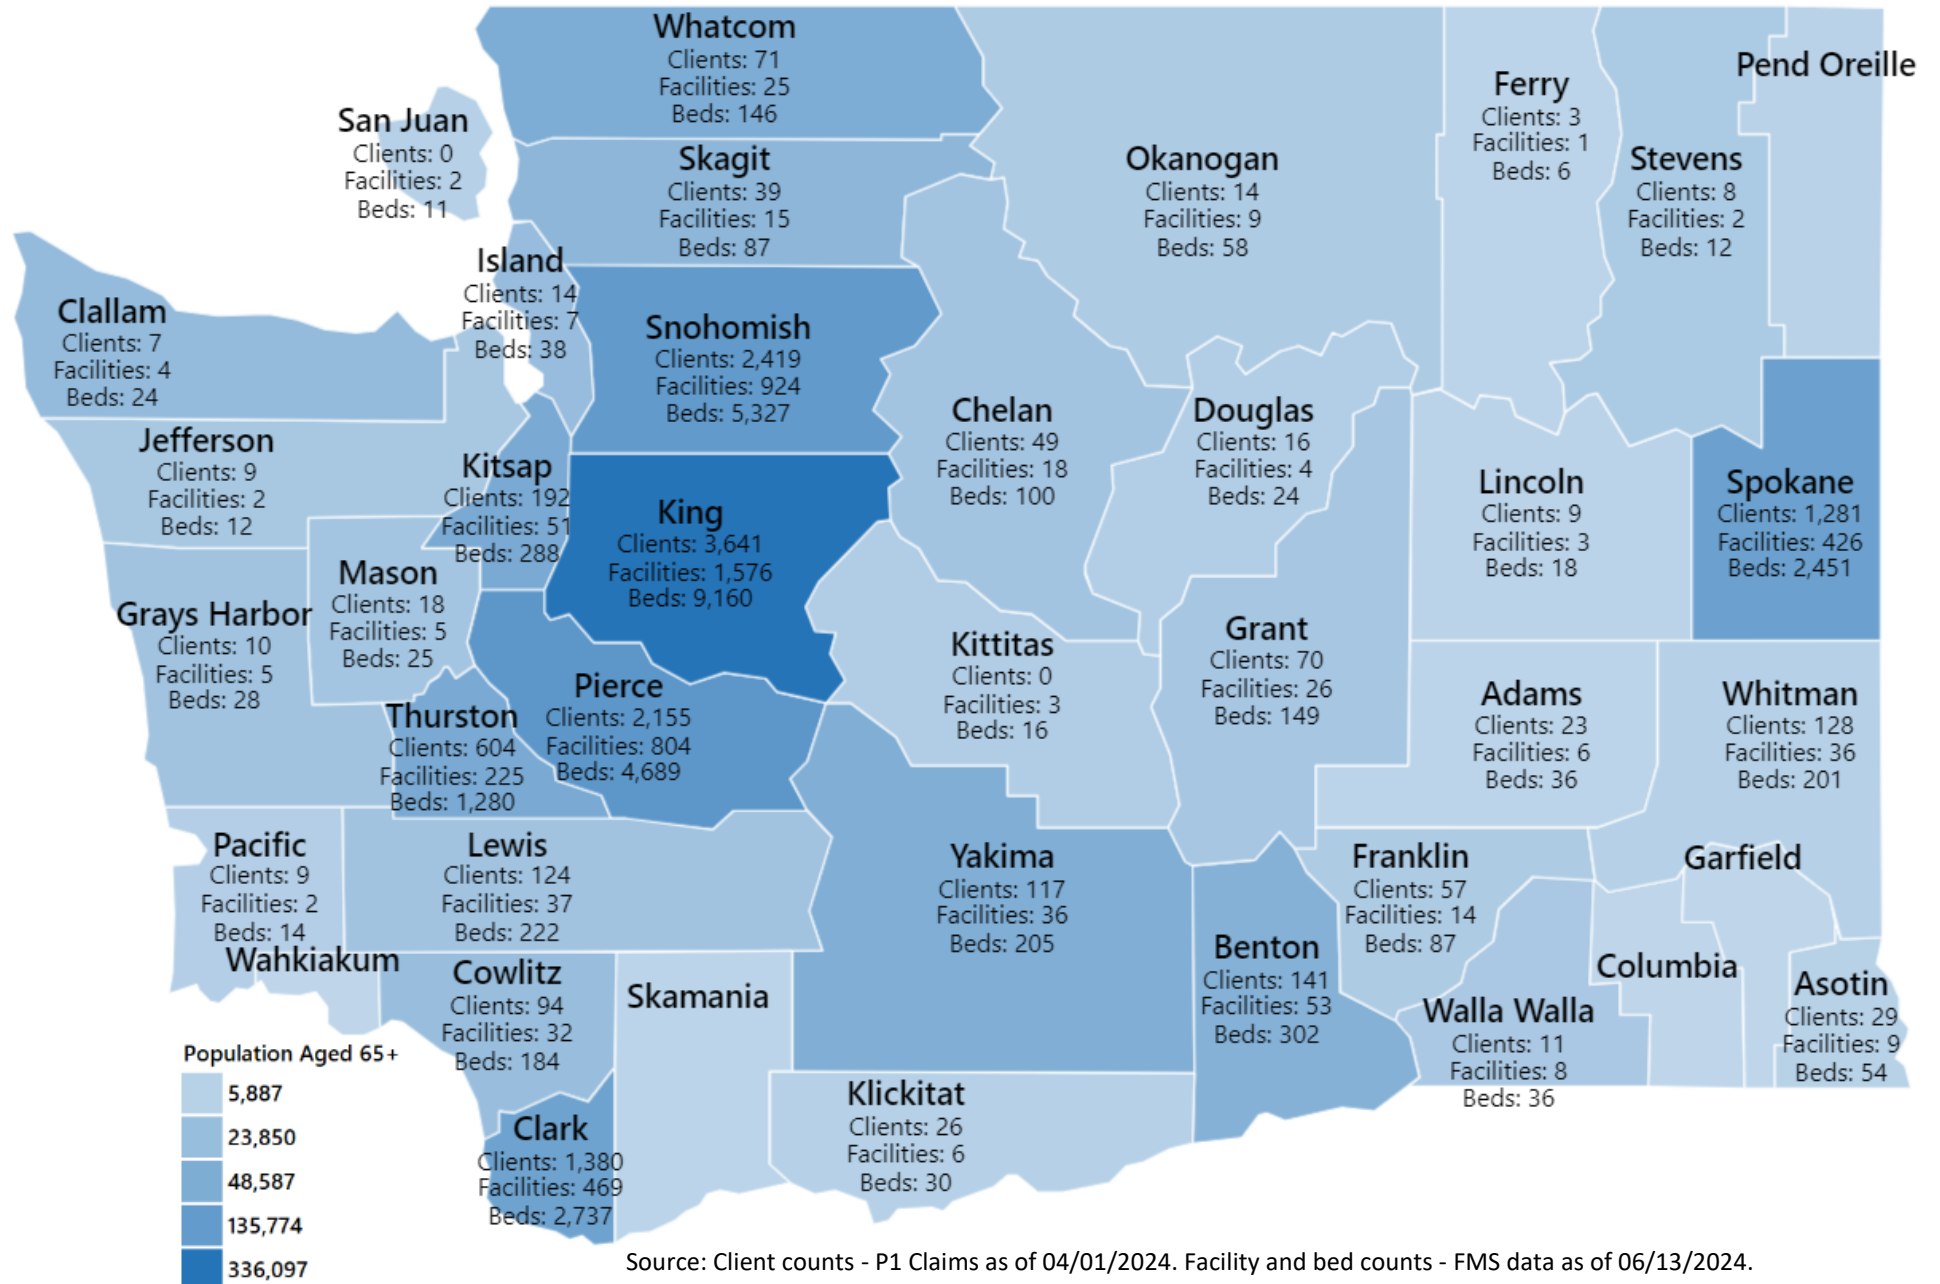 Whatcom
Clients: 71
Facilities: 25
Beds: 146
Pend Oreille
Ferry
Clients: 3
Facilities: 1
Beds: 6
San Juan
Clients: 0
Facilities: 2
Beds: 11
Skagit
Clients: 39
Facilities: 15
Beds: 87
Okanogan
Clients: 14
Facilities: 9
Beds: 58
Stevens
Clients: 8
Facilities: 2
Beds: 12
Island
Clients: 14
Facilities: 7
Beds: 38
Clallam
Clients: 7
Facilities: 4
Beds: 24
Snohomish
Clients: 2,419
Facilities: 924
Beds: 5,327
Chelan
Clients: 49
Facilities: 18
Beds: 100
Douglas
Clients: 16
Facilities: 4
Beds: 24
Jefferson
Clients: 9
Facilities: 2
Beds: 12
Kitsap
Clients: 192
Facilities: 51
Beds: 288
King
Clients: 3,641
Facilities: 1,576
Beds: 9,160
Lincoln
Clients: 9
Facilities: 3
Beds: 18
Spokane
Clients: 1,281
Facilities: 426
Beds: 2,451
Mason
Clients: 18
Facilities: 5
Beds: 25
Grays Harbor
Clients: 10
Facilities: 5
Beds: 28
Kittitas
Clients: 0
Facilities: 3
Beds: 16
Grant
Clients: 70
Facilities: 26
Beds: 149
Pierce
Clients: 2,155
Facilities: 804
Beds: 4,689
Adams
Clients: 23
Facilities: 6
Beds: 36
Whitman
Clients: 128
Facilities: 36
Beds: 201
Thurston
Clients: 604
Facilities: 225
Beds: 1,280
Pacific
Clients: 9
Facilities: 2
Beds: 14
Lewis
Clients: 124
Facilities: 37
Beds: 222
Yakima
Clients: 117
Facilities: 36
Beds: 205
Franklin
Clients: 57
Facilities: 14
Beds: 87
Garfield
Wahkiakum
Cowlitz
Clients: 94
Facilities: 32
Beds: 184
Skamania
Benton
Clients: 141
Facilities: 53
Beds: 302
Columbia
Walla Walla
Clients: 11
Facilities: 8
Beds: 36
Asotin
Clients: 29
Facilities: 9
Beds: 54
Klickitat
Clients: 26
Facilities: 6
Beds: 30
Clark
Clients: 1,380
Facilities: 469
Beds: 2,737
Population Aged 65+
5,887
23,850
48,587
135,774
336,097
Source: Client counts - P1 Claims as of 04/01/2024. Facility and bed counts - FMS data as of 06/13/2024.